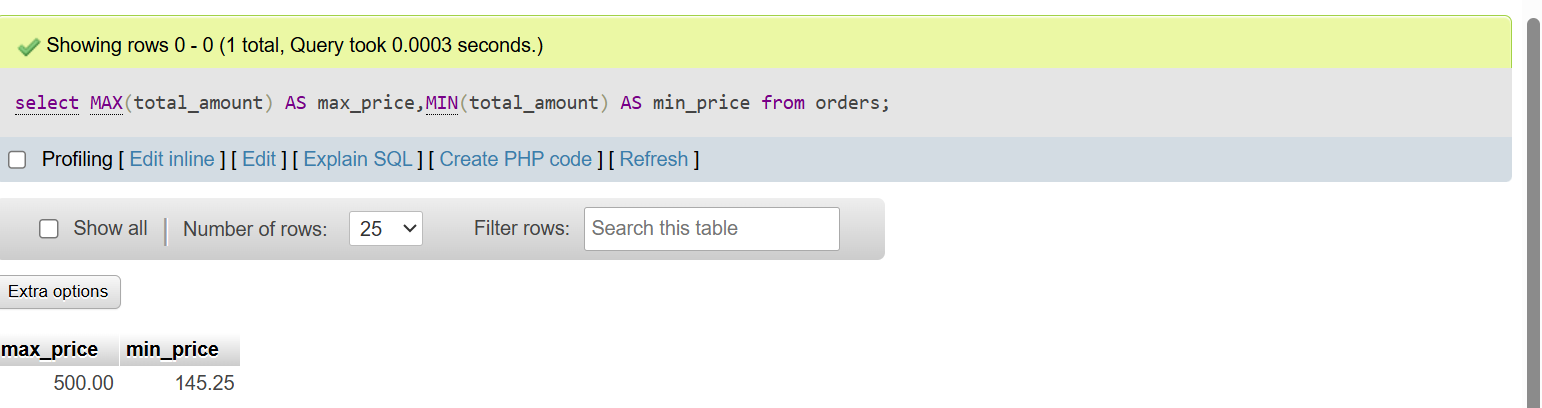 Showing rows 0 - 0 (1 total, Query took 0.0003 seconds.)
select MAX(total_amount) AS max_price,MIN(total_amount) AS min_price from orders;
Profiling [ Edit inline ] [ Edit ] [ Explain SQL ] [ Create PHP code ] [ Refresh ]
Show all Number of rows: 25 Filter rows: Search this table
Extra options
max_price min_price
500.00 145.25